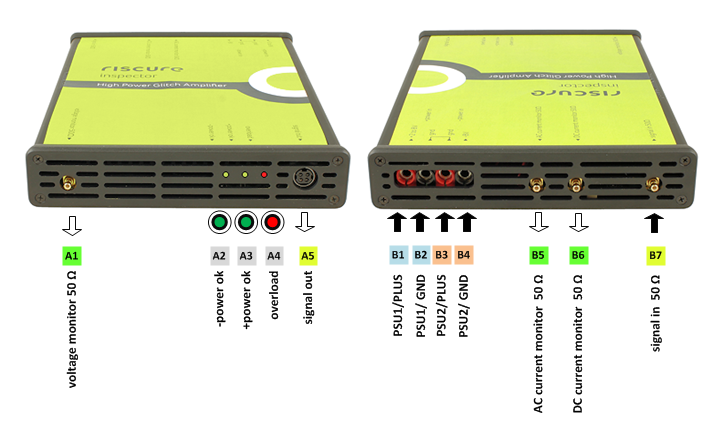 riscure
inspector
High Power Glitch Amplifier
riscure
inspector
High Power Glitch Amplifier
A1
A2
A3
A4
A5
voltage monitor 50 Ω
-power ok
+power ok
overload
signal out
B1
B2
B3
B4
B5
B6
B7
PSU1/PLUS
PSU1/ GND
PSU2/PLUS
PSU2/ GND
AC current monitor 50 Ω
DC current monitor 50 Ω
signal in 50 Ω